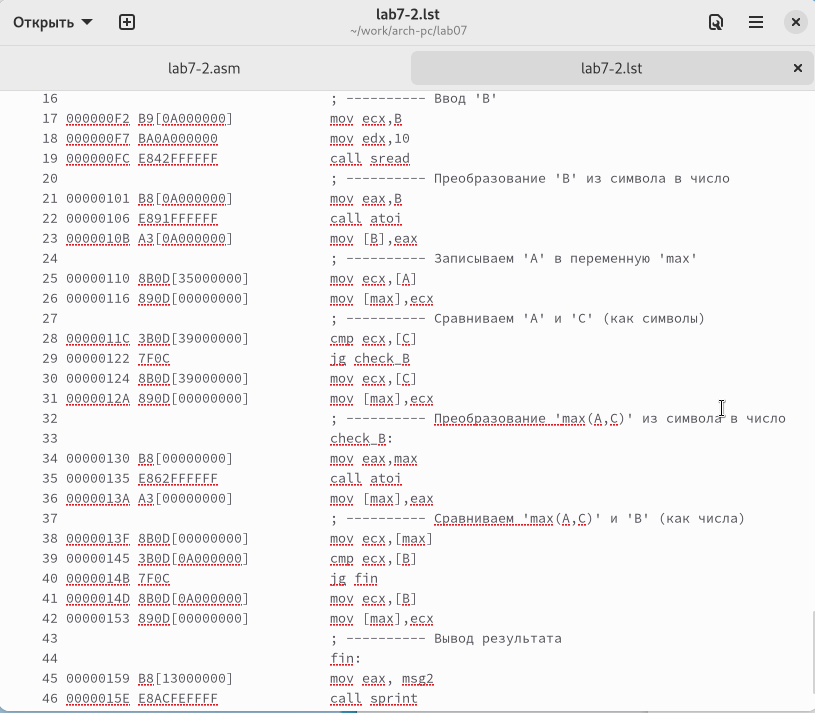 Открыть
lab7-2.lst
~/work/arch-pc/lab07
lab7-2.asm
lab7-2.lst
16 ; ---------- Ввод 'B'
17 000000F2 B9[0A000000] mov ecx,B
18 000000F7 BA0A000000 mov edx,10
19 000000FC E842FFFFFF call sread
20 ; ---------- Преобразование 'B' из символа в число
21 00000101 B8[0A000000] mov eax,B
22 00000106 E891FFFFFF call atoi
23 0000010B A3[0A000000] mov [B],eax
24 ; ---------- Записываем 'A' в переменную 'max'
25 00000110 8B0D[35000000] mov ecx,[A]
26 00000116 890D[00000000] mov [max],ecx
27 ; ---------- Сравниваем 'A' и 'C' (как символы)
28 0000011C 3B0D[39000000] cmp ecx,[C]
29 00000122 7F0C jg check_B
30 00000124 8B0D[39000000] mov ecx,[C]
31 0000012A 890D[00000000] mov [max],ecx
32 ; ---------- Преобразование 'max(A,C)' из символа в число
33 check_B:
34 00000130 B8[00000000] mov eax,max
35 00000135 E862FFFFFF call atoi
36 0000013A A3[00000000] mov [max],eax
37 ; ---------- Сравниваем 'max(A,C)' и 'B' (как числа)
38 0000013F 8B0D[00000000] mov ecx,[max]
39 00000145 3B0D[0A000000] cmp ecx,[B]
40 0000014B 7F0C jg fin
41 0000014D 8B0D[0A000000] mov ecx,[B]
42 00000153 890D[00000000] mov [max],ecx
43 ; ---------- Вывод результата
44 fin:
45 00000159 B8[13000000] mov eax, msg2
46 0000015E E8ACFEFFFF call sprint